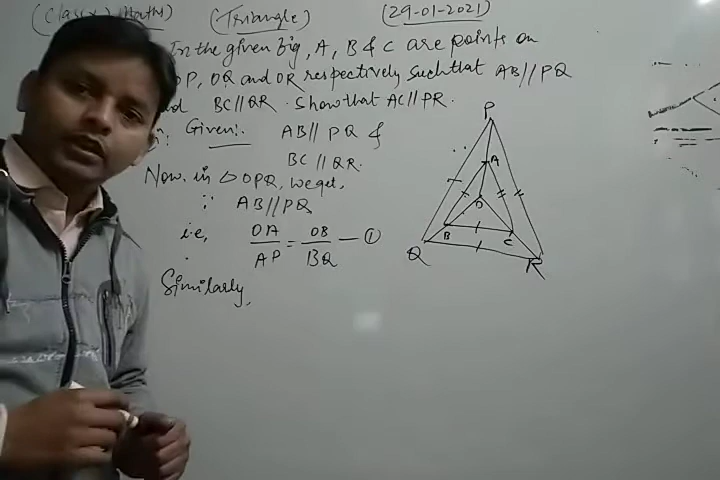 (Class x) Maths) (Triangle) (29-01-2021)
In the given fig, A, B & C are points on
OP, OQ and OR respectively such that AB//PQ
and BC//QR. Show that AC//PR.
Given:. AB// PQ &
BC//QR.
Now in △OPQ, we get,
∵ AB//PQ
i.e, OA/AP = OB/BQ — ①
Similarly,
P
A
O
B
C
Q
R